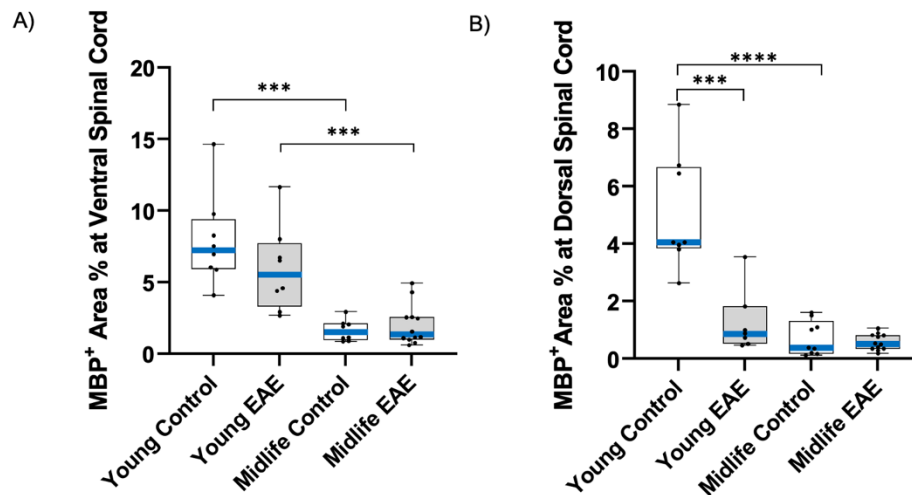 A)
MBP⁺ Area % at Ventral Spinal Cord
20
15
10
5
0
***
***
Young Control
Young EAE
Midlife Control
Midlife EAE
B)
MBP⁺ Area % at Dorsal Spinal Cord
10
8
6
4
2
0
****
***
Young Control
Young EAE
Midlife Control
Midlife EAE